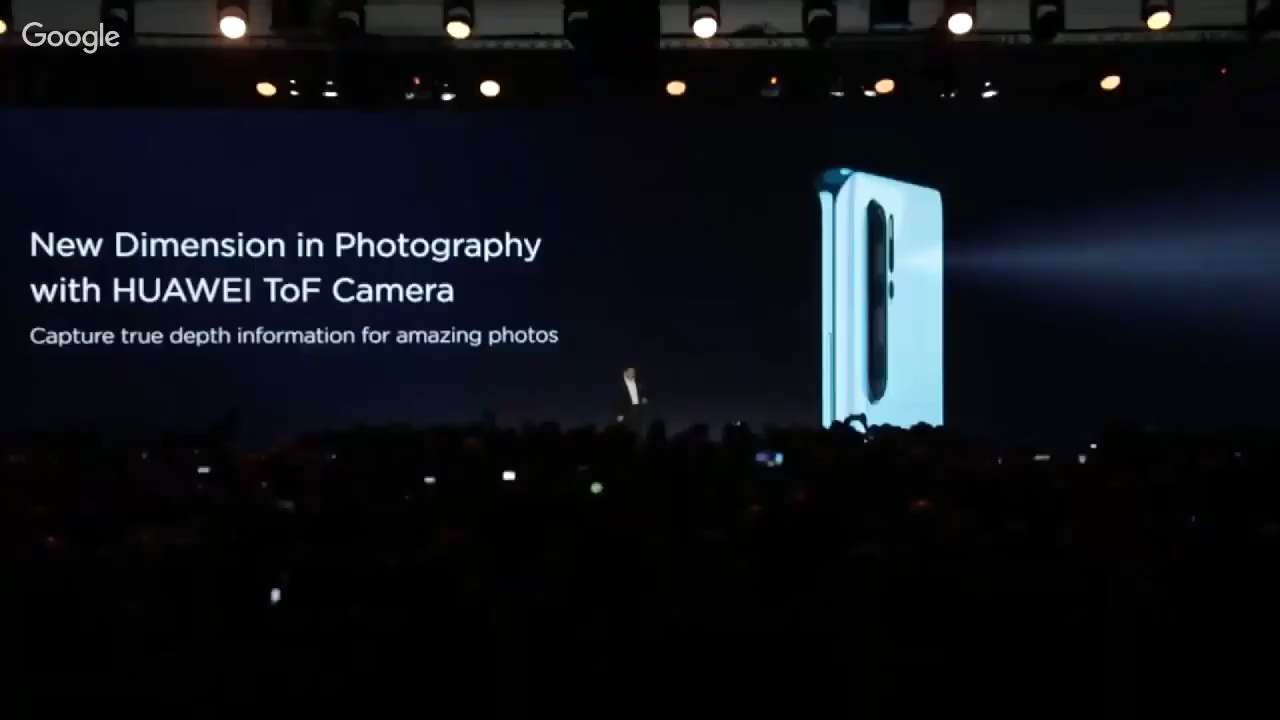 Google
New Dimension in Photography
with HUAWEI ToF Camera
Capture true depth information for amazing photos